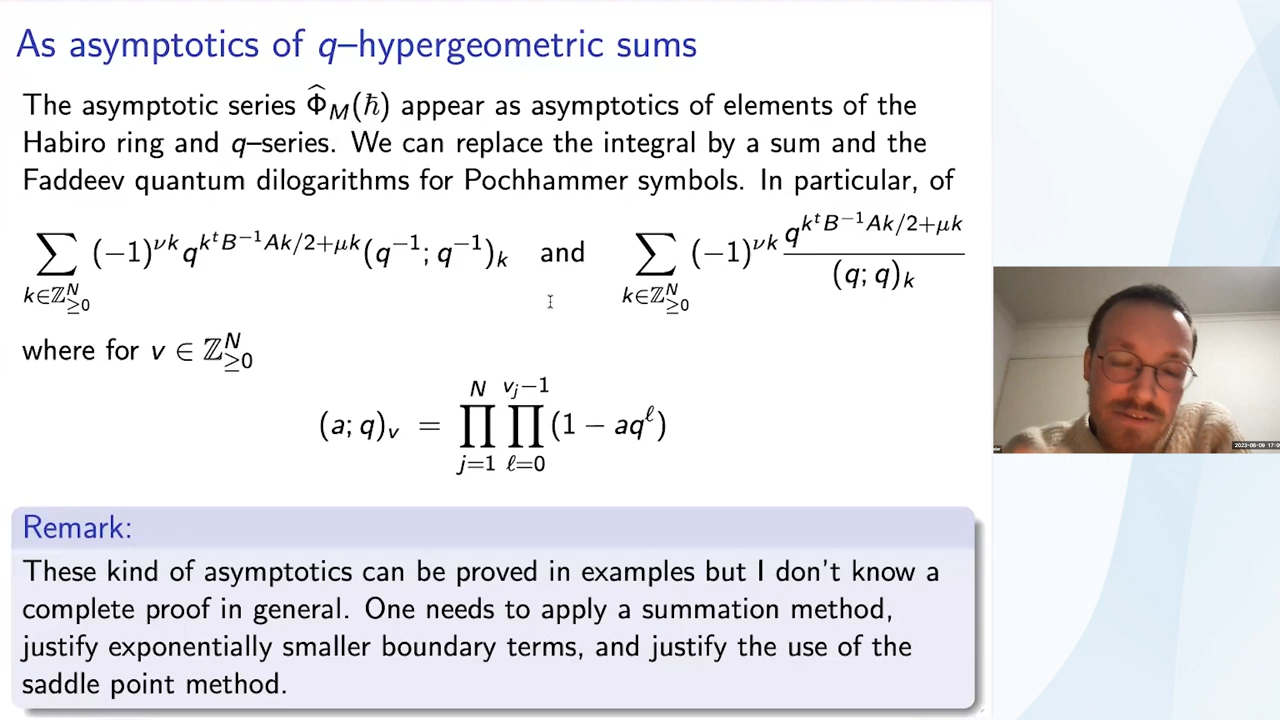 As asymptotics of q–hypergeometric sums
The asymptotic series Φ̂_M(ℏ) appear as asymptotics of elements of the
Habiro ring and q–series. We can replace the integral by a sum and the
Faddeev quantum dilogarithms for Pochhammer symbols. In particular, of
∑_{k∈ℤ^N_{≥0}} (−1)^{νk} q^{k^t B^{−1}Ak/2+μk} (q^{−1}; q^{−1})_k and ∑_{k∈ℤ^N_{≥0}} (−1)^{νk} q^{k^t B^{−1}Ak/2+μk} / (q; q)_k
where for v ∈ ℤ^N_{≥0}
(a; q)_v = ∏_{j=1}^{N} ∏_{ℓ=0}^{v_j−1} (1 − aq^ℓ)
Remark:
These kind of asymptotics can be proved in examples but I don't know a
complete proof in general. One needs to apply a summation method,
justify exponentially smaller boundary terms, and justify the use of the
saddle point method.